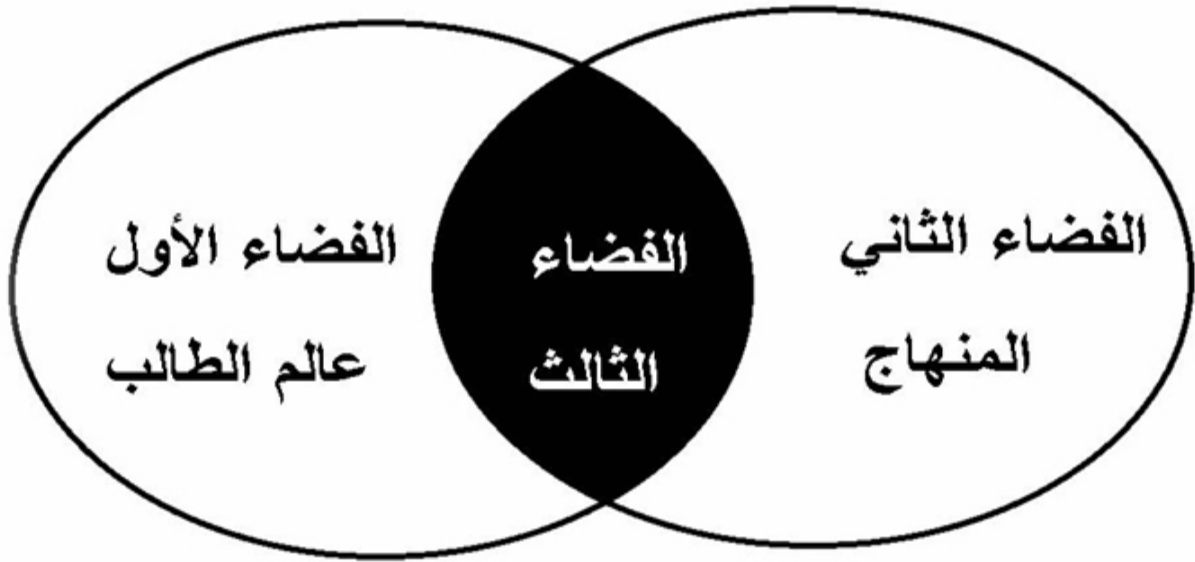 الفضاء الثاني
المنهاج
الفضاء
الثالث
الفضاء الأول
عالم الطالب